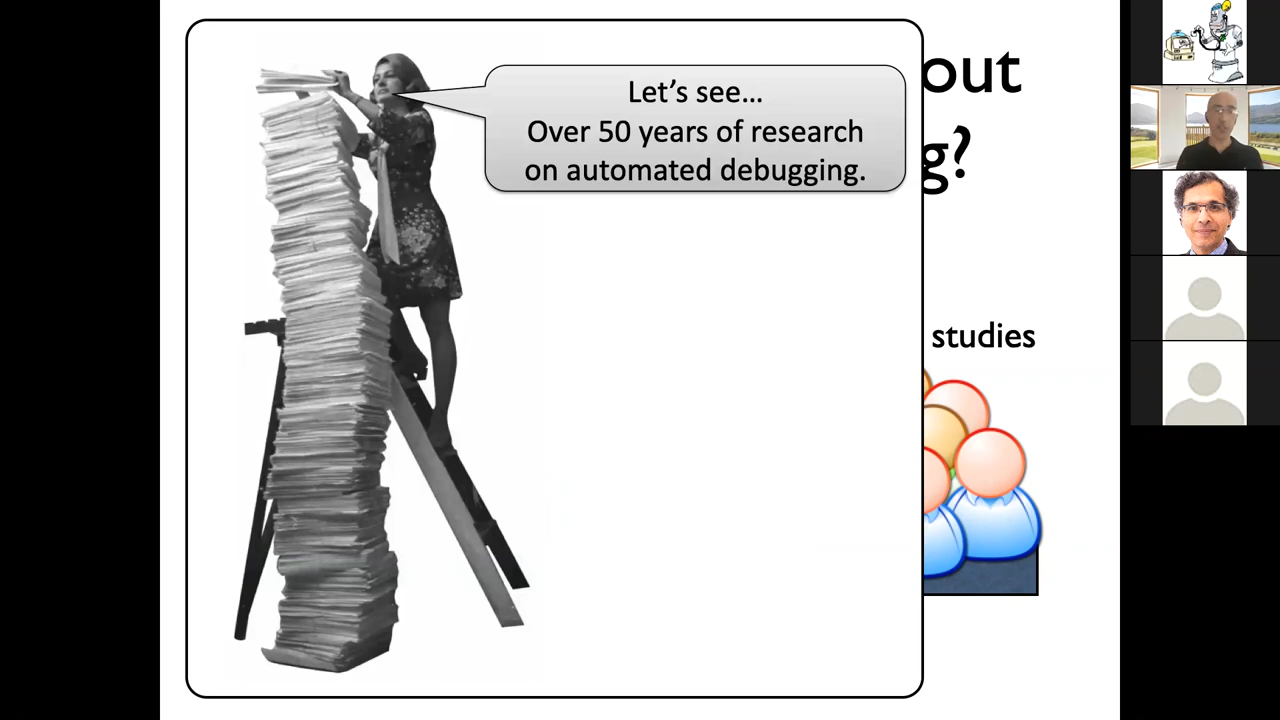 Let's see...
Over 50 years of research
on automated debugging.
out
g?
studies